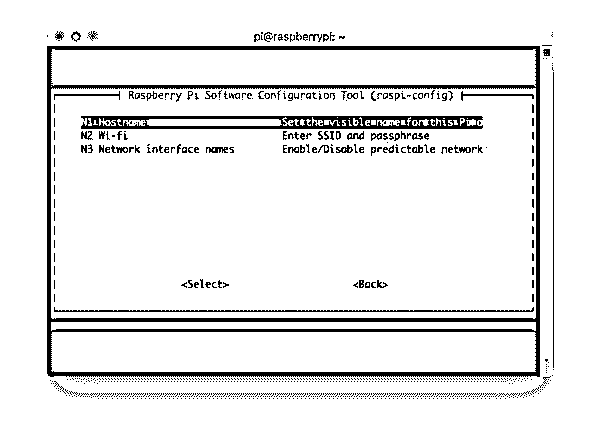 pi@raspberrypi: ~
Raspberry Pi Software Configuration Tool (raspi-config)
N1 Hostname Set the visible name for this Pi o
N2 Wi-fi Enter SSID and passphrase
N3 Network interface names Enable/Disable predictable network
<Select> <Back>